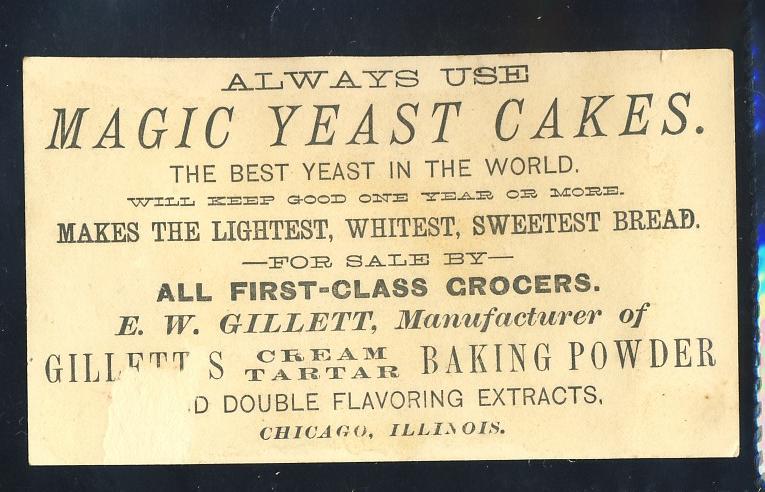 ALWAYS USE
MAGIC YEAST CAKES.
THE BEST YEAST IN THE WORLD.
WILL KEEP GOOD ONE YEAR OR MORE.
MAKES THE LIGHTEST, WHITEST, SWEETEST BREAD.
—FOR SALE BY—
ALL FIRST-CLASS GROCERS.
E. W. GILLETT, Manufacturer of
GILLETT S CREAM TARTAR BAKING POWDER
D DOUBLE FLAVORING EXTRACTS,
CHICAGO, ILLINOIS.